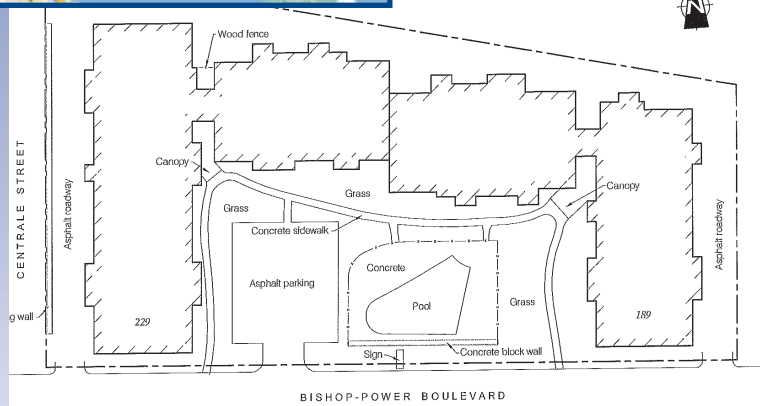 N
Wood fence
Canopy
Canopy
Grass
Grass
Concrete sidewalk
Concrete
Asphalt parking
Pool
Grass
229
189
g wall
Sign
Concrete block wall
CENTRALE STREET
Asphalt roadway
Asphalt roadway
BISHOP-POWER BOULEVARD